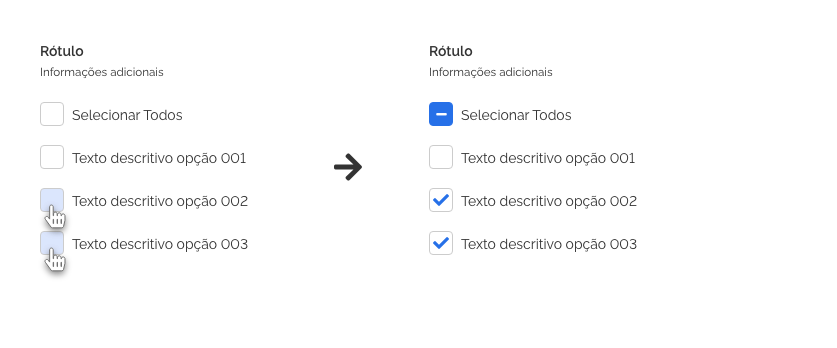 Rótulo
Informações adicionais
Selecionar Todos
Texto descritivo opção 001
Texto descritivo opção 002
Texto descritivo opção 003
Rótulo
Informações adicionais
Selecionar Todos
Texto descritivo opção 001
Texto descritivo opção 002
Texto descritivo opção 003